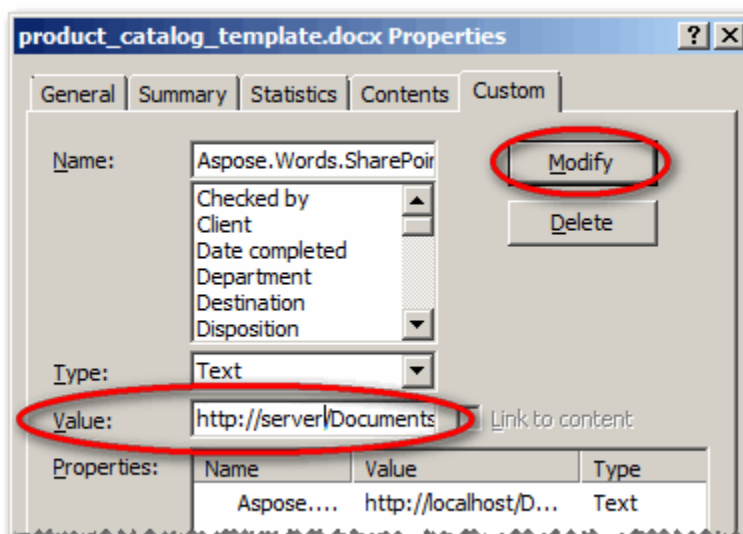 product_catalog_template.docx Properties
General Summary Statistics Contents Custom
Name: Aspose.Words.SharePoir Modify
Checked by
Client
Date completed
Department
Destination
Disposition
Delete
Type: Text
Value: http://server/Documents Link to content
Properties: Name Value Type
Aspose.... http://localhost/D... Text